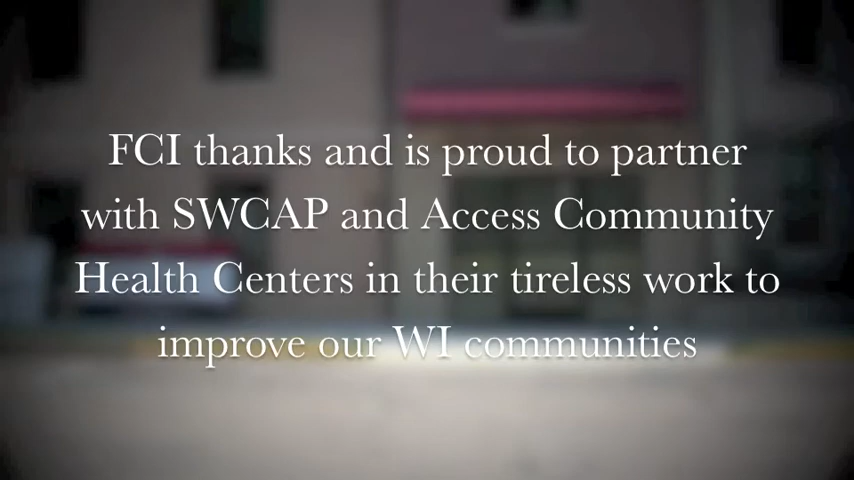 FCI thanks and is proud to partner
with SWCAP and Access Community
Health Centers in their tireless work to
improve our WI communities